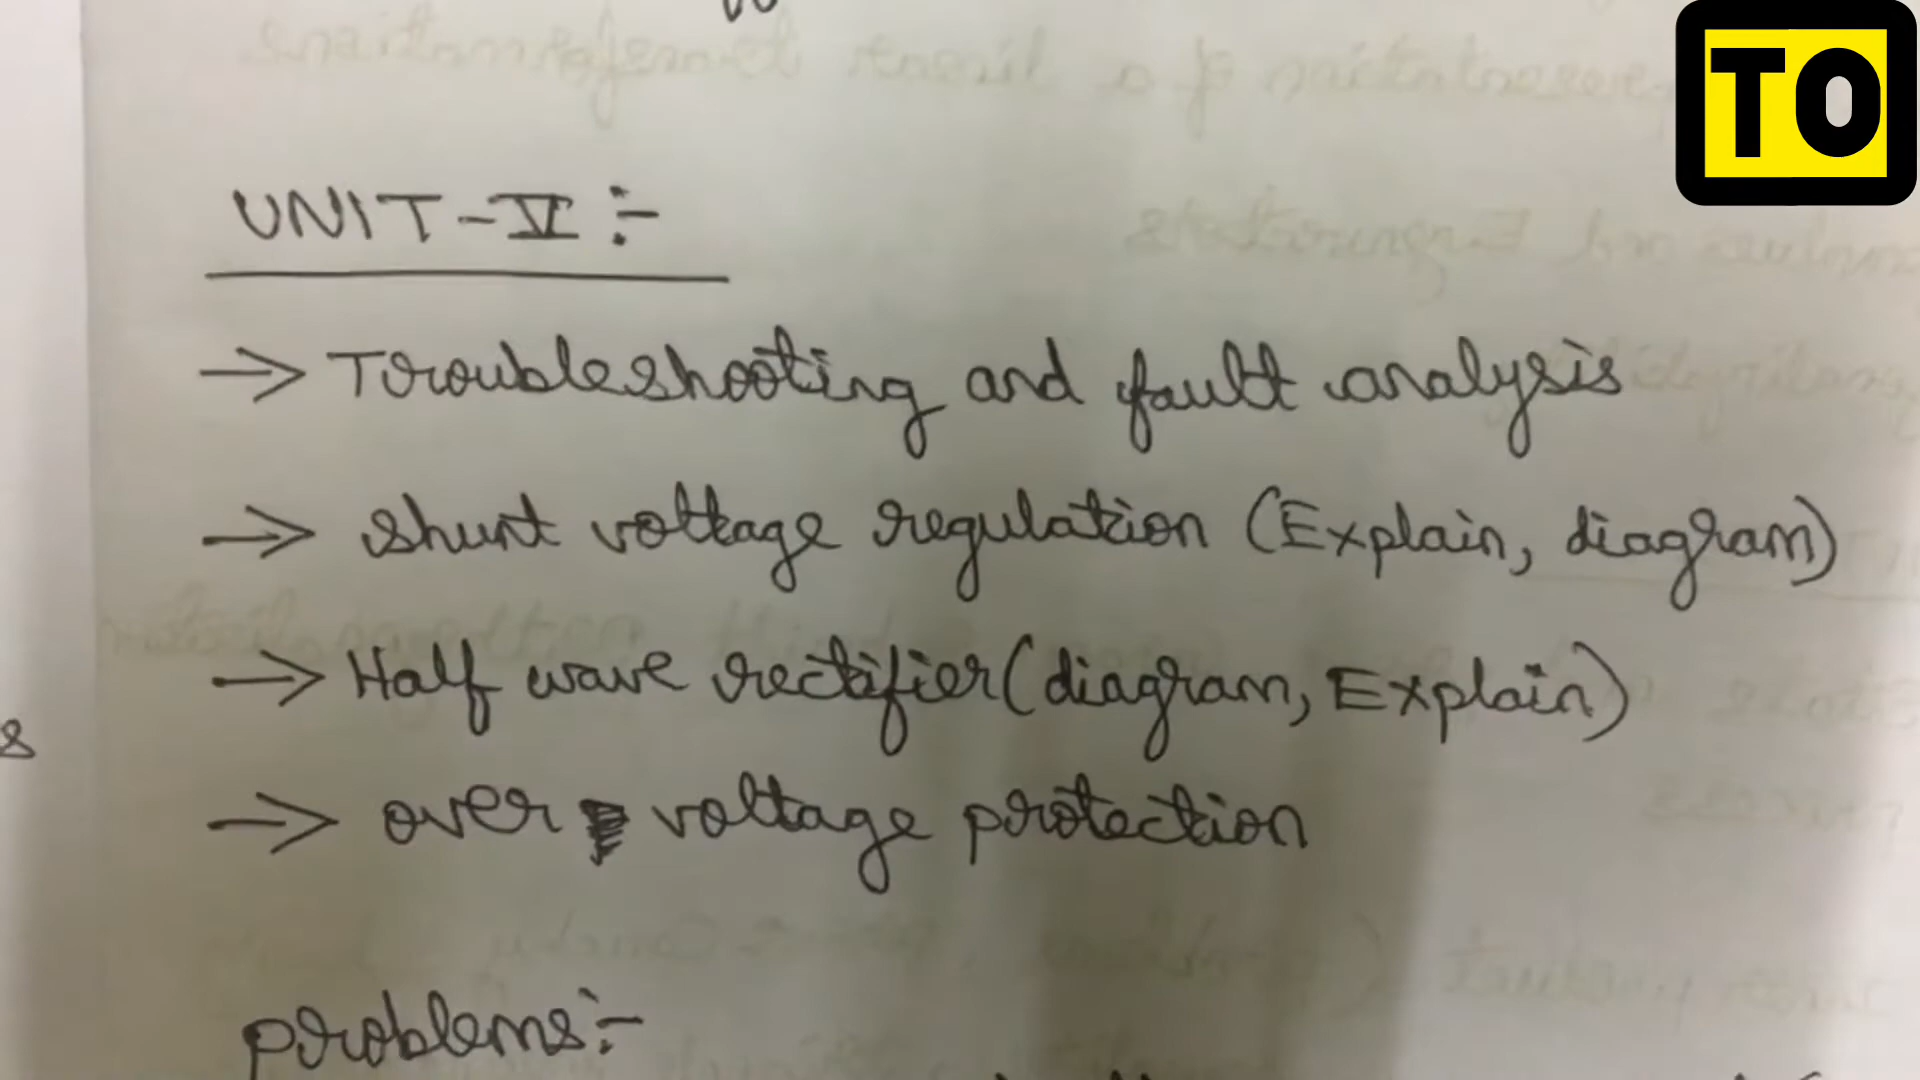 TO
UNIT-V :-
→ Troubleshooting and fault analysis
→ shunt voltage regulation (Explain, diagram)
→ Half wave rectifier (diagram, Explain)
→ over voltage protection
problems:-